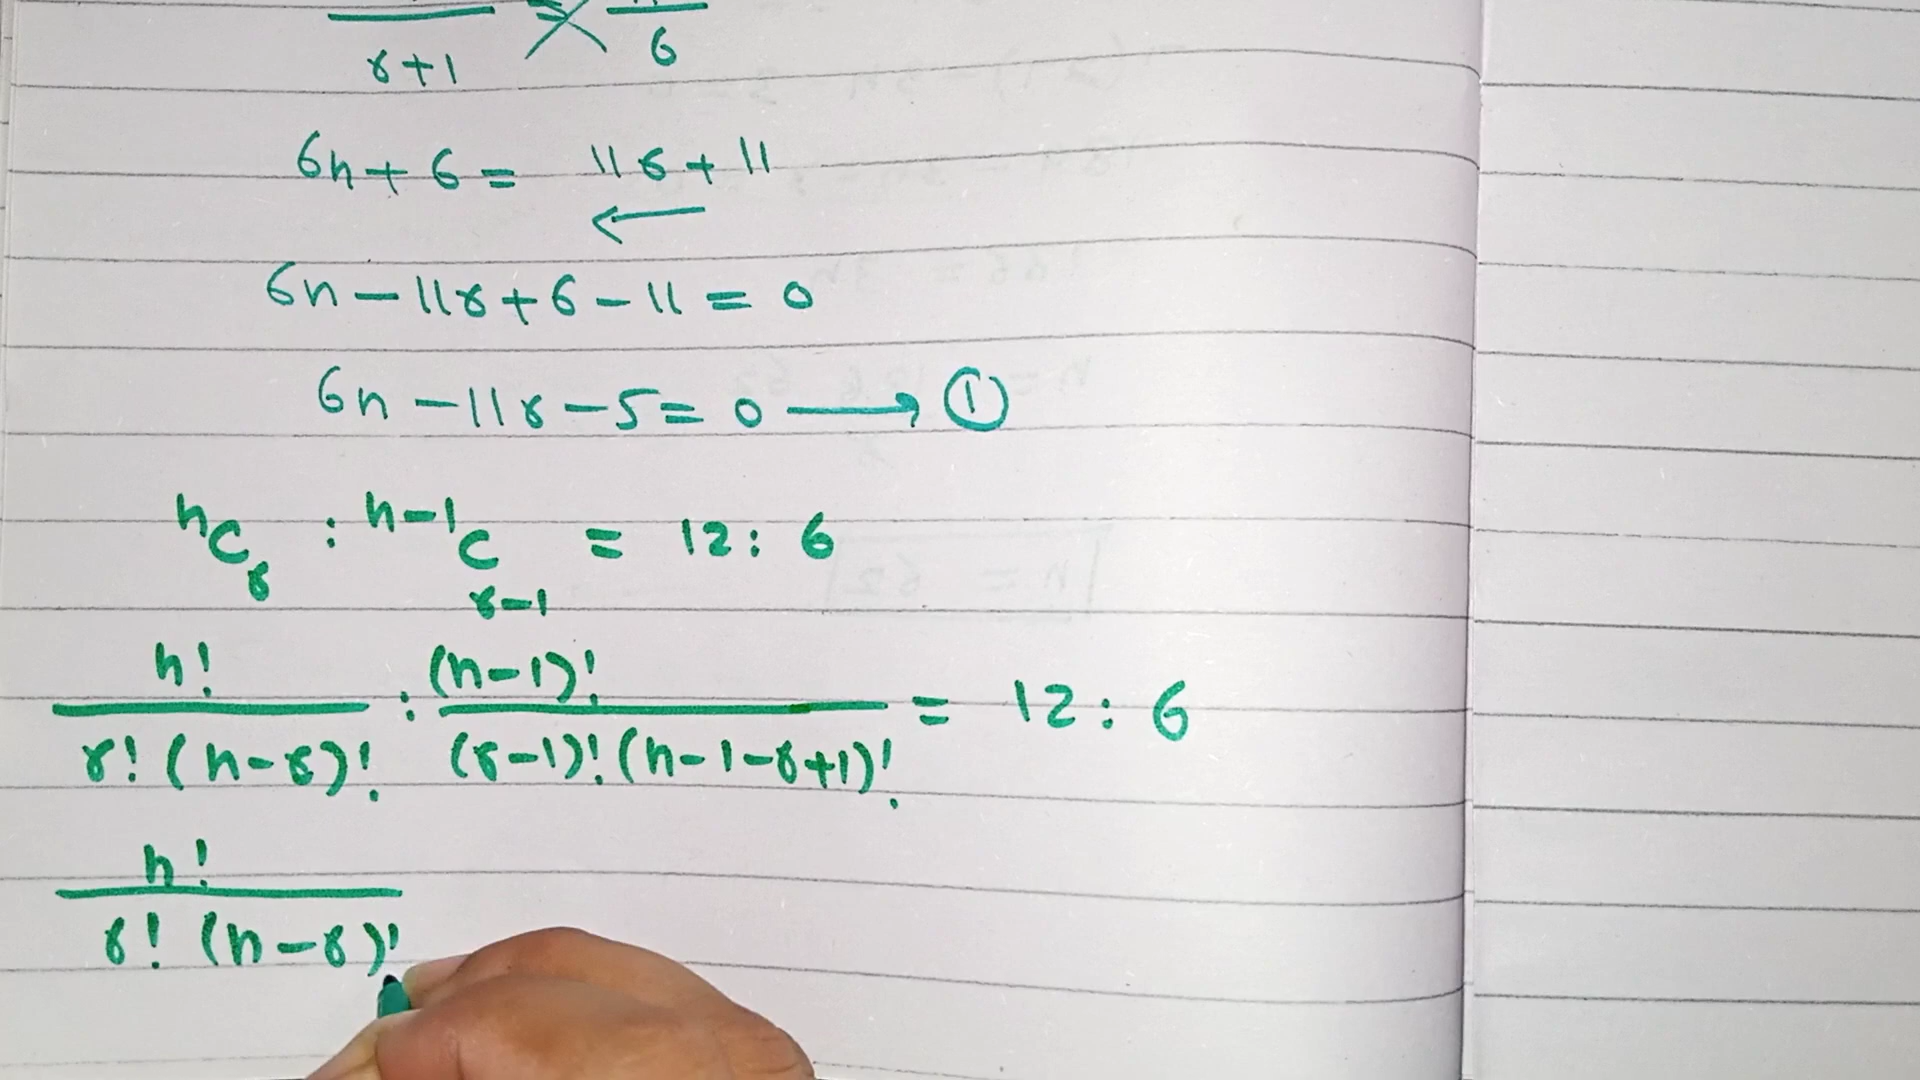 r+1 6
6n+6= 11r+11
6n-11r+6-11=0
6n-11r-5=0 → ①
nCr : n-1Cr-1 = 12:6
n!/r!(n-r)! : (n-1)!/(r-1)!(n-1-r+1)! = 12:6
n!/r!(n-r)!